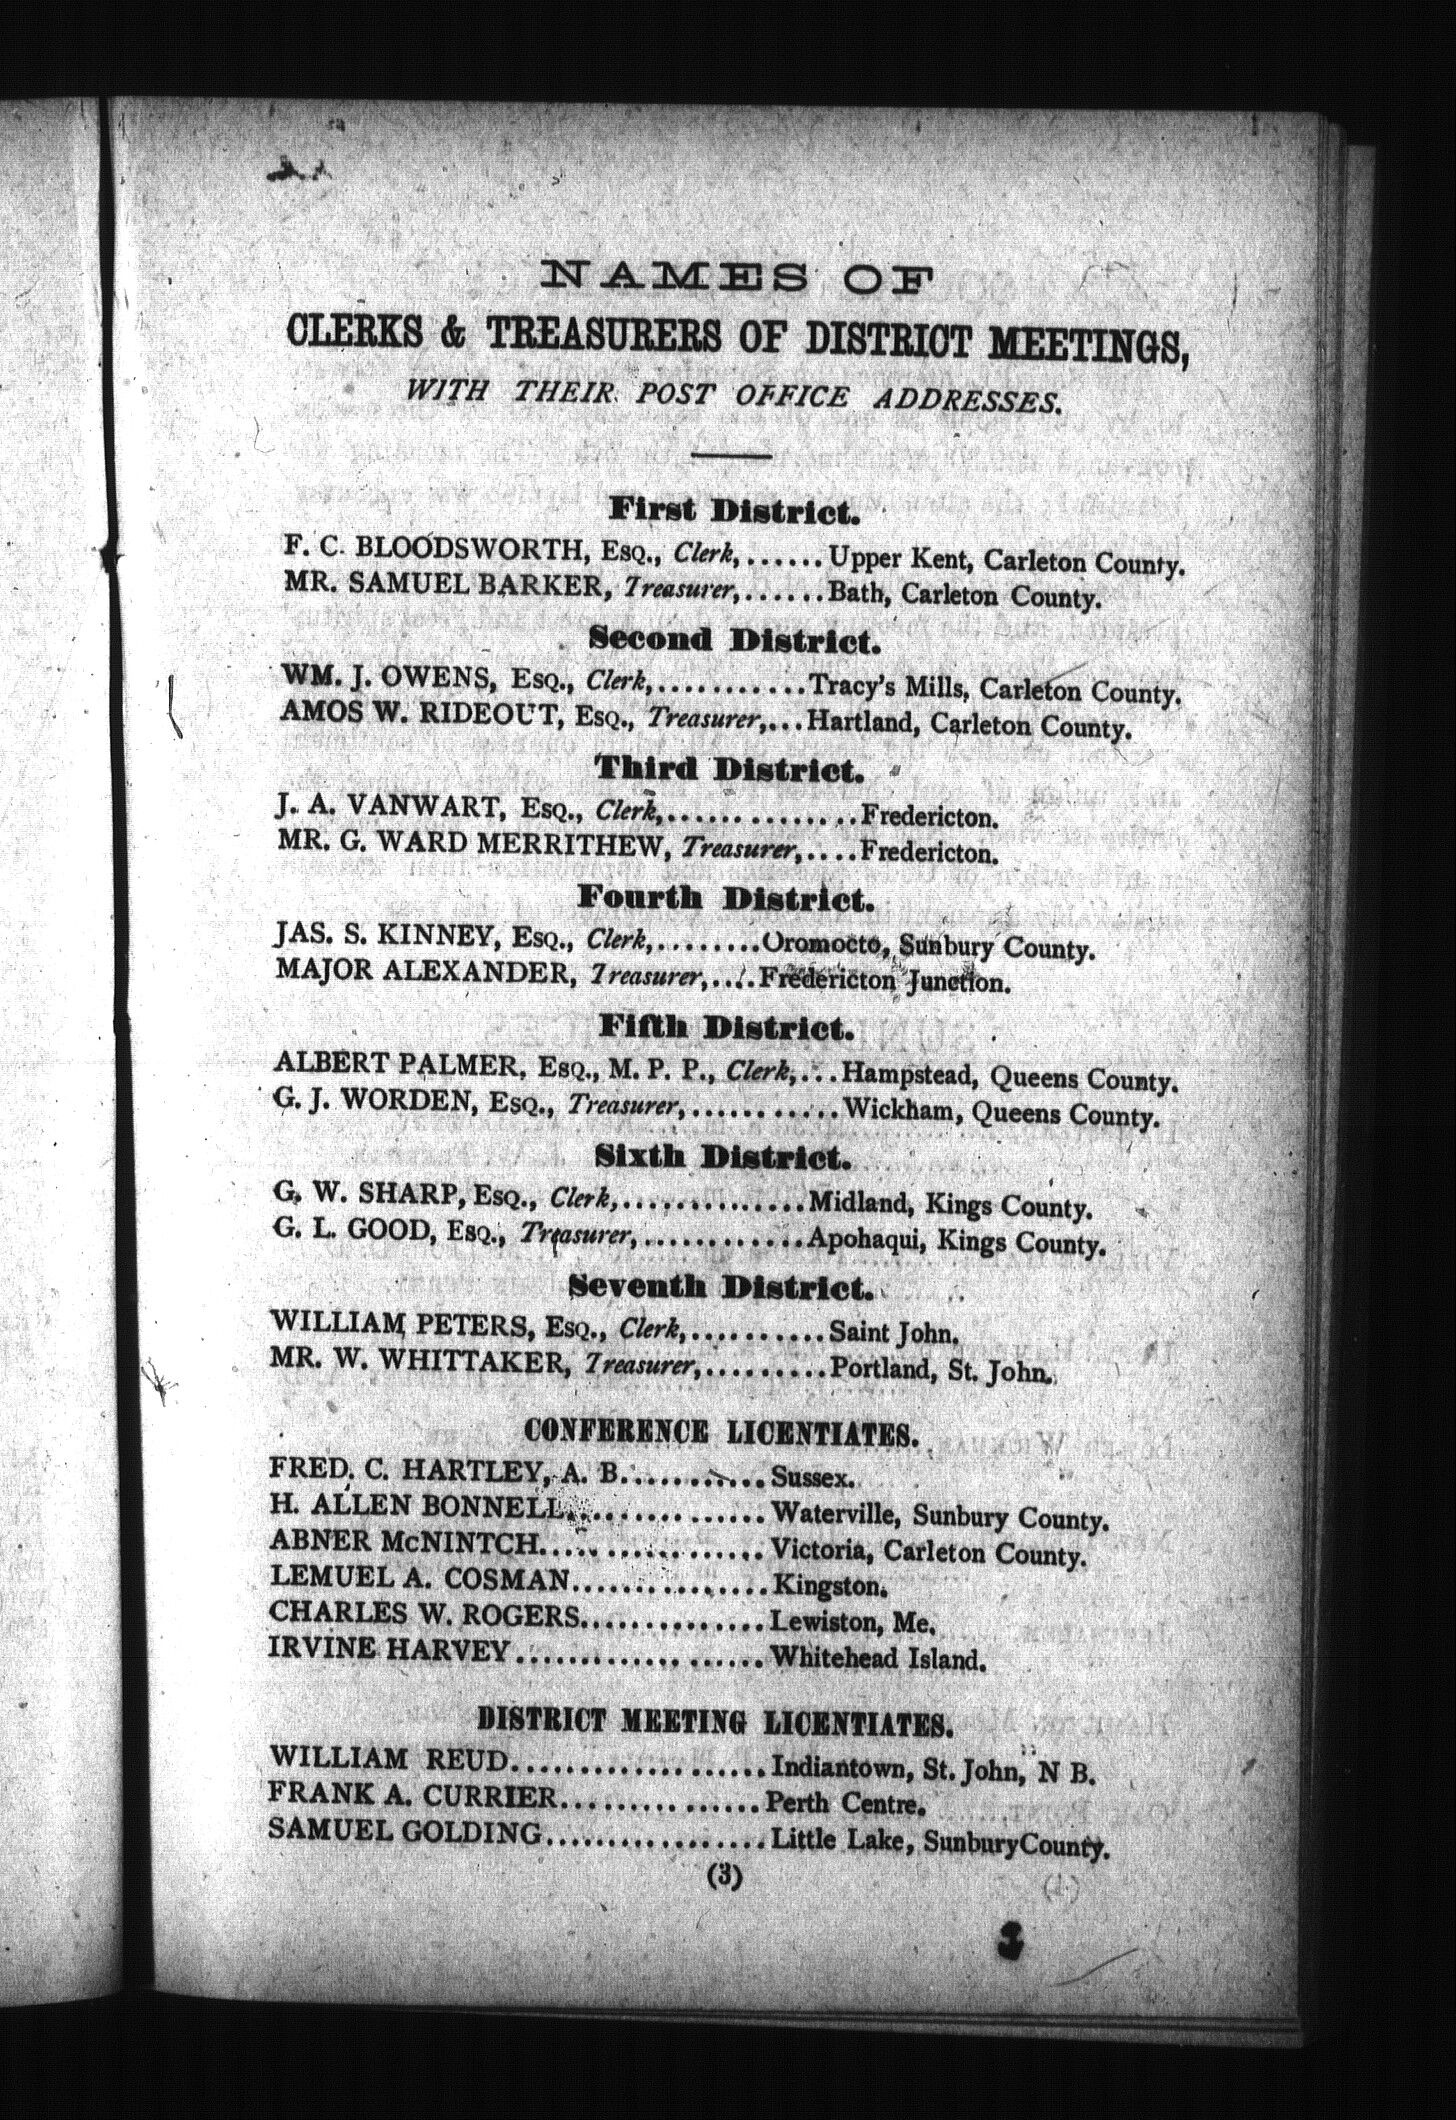 NAMES OF
CLERKS & TREASURERS OF DISTRICT MEETINGS,
WITH THEIR POST OFFICE ADDRESSES.
First District.
F. C. BLOODSWORTH, Esq., Clerk,......Upper Kent, Carleton County.
MR. SAMUEL BARKER, Treasurer,......Bath, Carleton County.
Second District.
WM. J. OWENS, Esq., Clerk,...........Tracy's Mills, Carleton County.
AMOS W. RIDEOUT, Esq., Treasurer,...Hartland, Carleton County.
Third District.
J. A. VANWART, Esq., Clerk,..............Fredericton.
MR. G. WARD MERRITHEW, Treasurer,....Fredericton.
Fourth District.
JAS. S. KINNEY, Esq., Clerk,........Oromocto, Sunbury County.
MAJOR ALEXANDER, Treasurer,....Fredericton Junction.
Fifth District.
ALBERT PALMER, Esq., M. P. P., Clerk,...Hampstead, Queens County.
G. J. WORDEN, Esq., Treasurer,...........Wickham, Queens County.
Sixth District.
G. W. SHARP, Esq., Clerk,..............Midland, Kings County.
G. L. GOOD, Esq., Treasurer,............Apohaqui, Kings County.
Seventh District.
WILLIAM PETERS, Esq., Clerk,..........Saint John.
MR. W. WHITTAKER, Treasurer,.........Portland, St. John.
CONFERENCE LICENTIATES.
FRED. C. HARTLEY, A. B...........Sussex.
H. ALLEN BONNELL...............Waterville, Sunbury County.
ABNER McNINTCH.................Victoria, Carleton County.
LEMUEL A. COSMAN...............Kingston.
CHARLES W. ROGERS..............Lewiston, Me.
IRVINE HARVEY...................Whitehead Island.
DISTRICT MEETING LICENTIATES.
WILLIAM REUD...................Indiantown, St. John, N B.
FRANK A. CURRIER...............Perth Centre.
SAMUEL GOLDING.................Little Lake, Sunbury County.
(3)